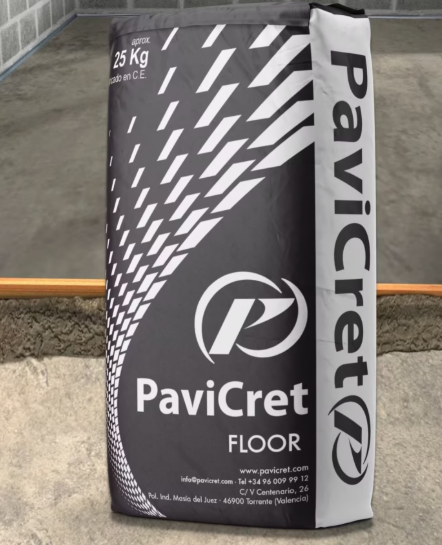 aprox.
25 Kg
cado en C.E.
PaviCret
FLOOR
www.pavicret.com
info@pavicret.com - Tel +34 96 009 99 12
C/ V Centenario, 26
Pol. Ind. Masía del Juez - 46900 Torrente (Valencia)
PaviCret